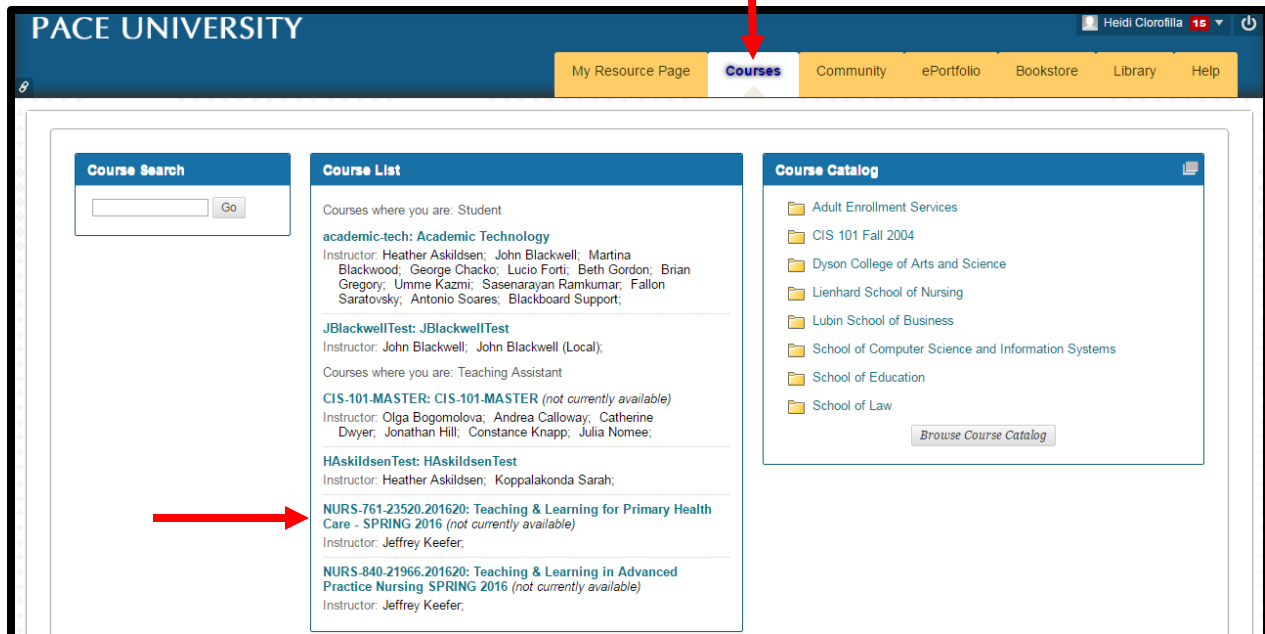 PACE UNIVERSITY
Heidi Clorofilla 15
My Resource Page Courses Community ePortfolio Bookstore Library Help
Course Search
Go
Course List
Courses where you are: Student
academic-tech: Academic Technology
Instructor: Heather Askildsen; John Blackwell; Martina
Blackwood; George Chacko; Lucio Forti; Beth Gordon; Brian
Gregory; Umme Kazmi; Sasenarayan Ramkumar; Fallon
Saratovsky; Antonio Soares; Blackboard Support;
JBlackwellTest: JBlackwellTest
Instructor: John Blackwell; John Blackwell (Local);
Courses where you are: Teaching Assistant
CIS-101-MASTER: CIS-101-MASTER (not currently available)
Instructor: Olga Bogomolova; Andrea Calloway; Catherine
Dwyer; Jonathan Hill; Constance Knapp; Julia Nomee;
HAskildsenTest: HAskildsenTest
Instructor: Heather Askildsen; Koppalakonda Sarah;
NURS-761-23520.201620: Teaching & Learning for Primary Health
Care - SPRING 2016 (not currently available)
Instructor: Jeffrey Keefer;
NURS-840-21966.201620: Teaching & Learning in Advanced
Practice Nursing SPRING 2016 (not currently available)
Instructor: Jeffrey Keefer;
Course Catalog
Adult Enrollment Services
CIS 101 Fall 2004
Dyson College of Arts and Science
Lienhard School of Nursing
Lubin School of Business
School of Computer Science and Information Systems
School of Education
School of Law
Browse Course Catalog